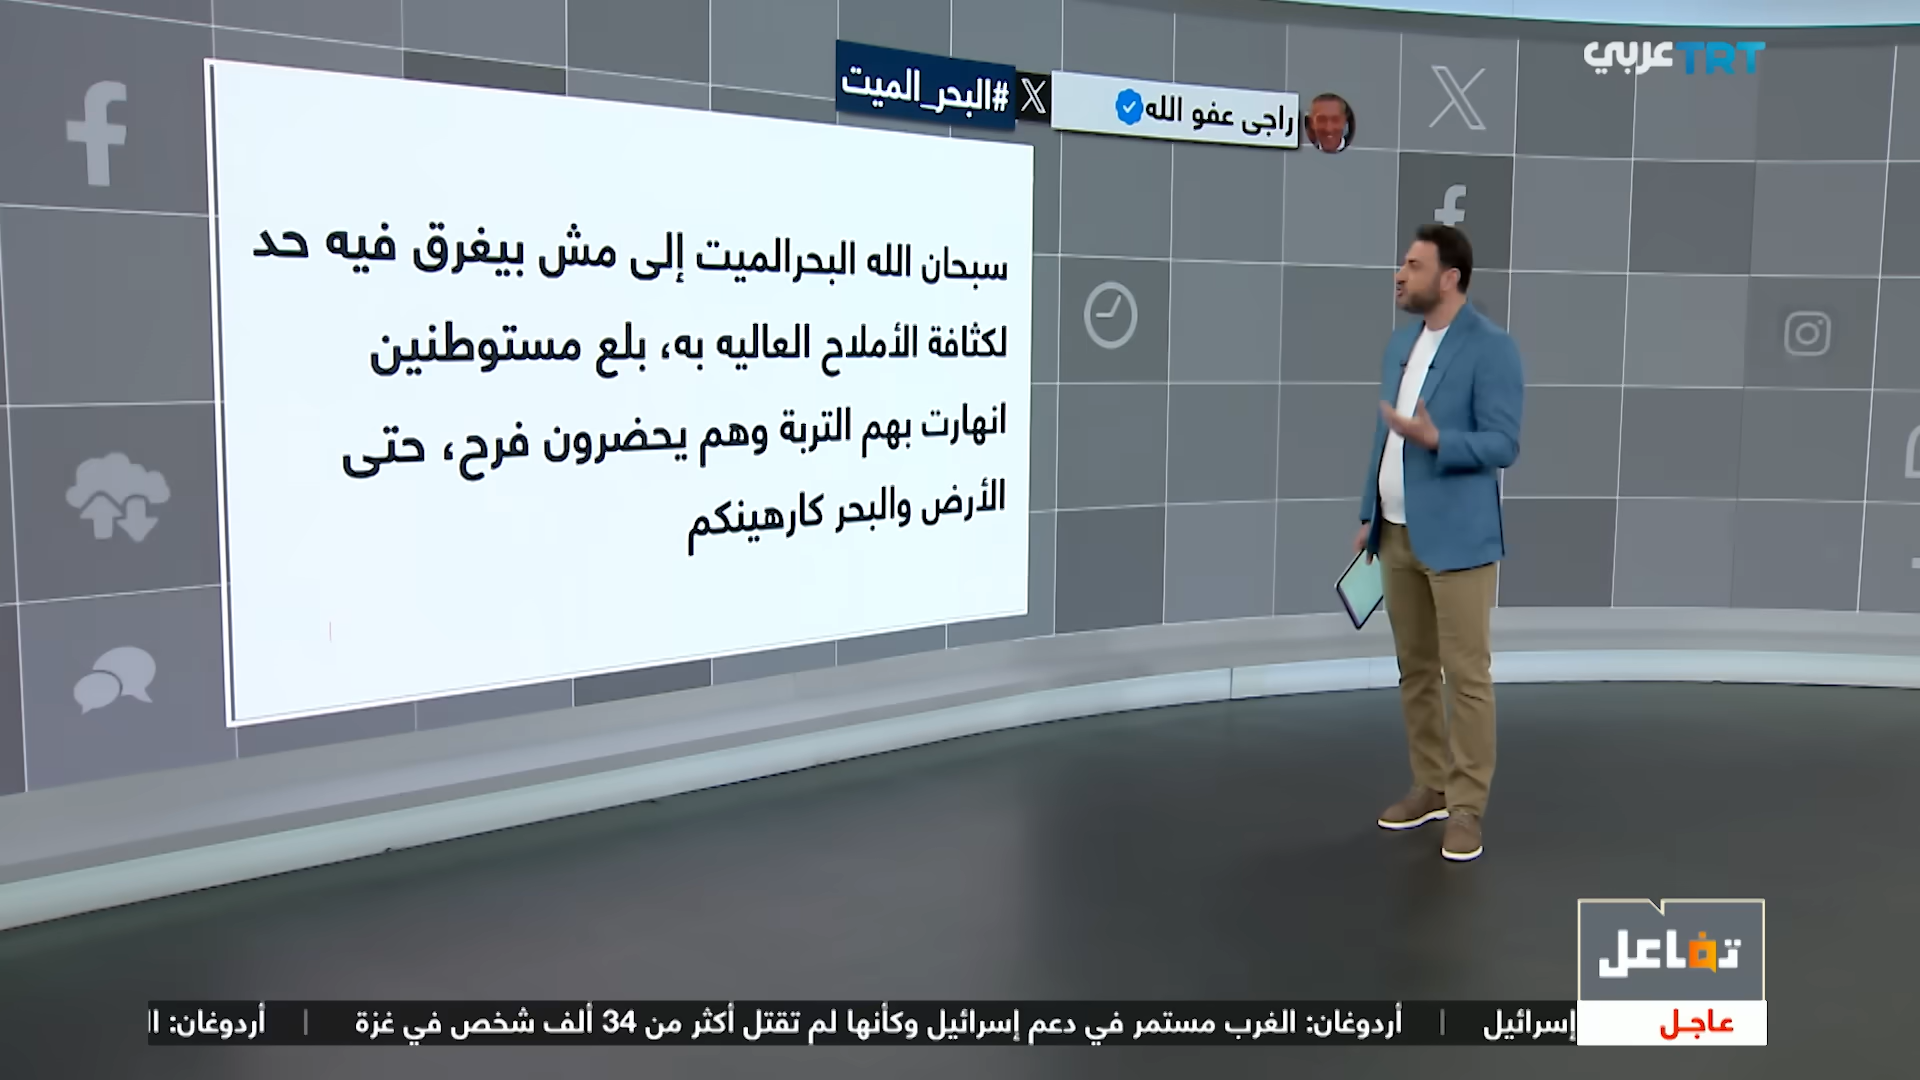 TRT عربي
راجى عفو الله
#البحر_الميت
سبحان الله البحرالميت إلى مش بيغرق فيه حد
لكثافة الأملاح العاليه به، بلع مستوطنين
انهارت بهم التربة وهم يحضرون فرح، حتى
الأرض والبحر كارهينكم
تفاعل
عاجل
إسرائيل | أردوغان: الغرب مستمر في دعم إسرائيل وكأنها لم تقتل أكثر من 34 ألف شخص في غزة | أردوغان: